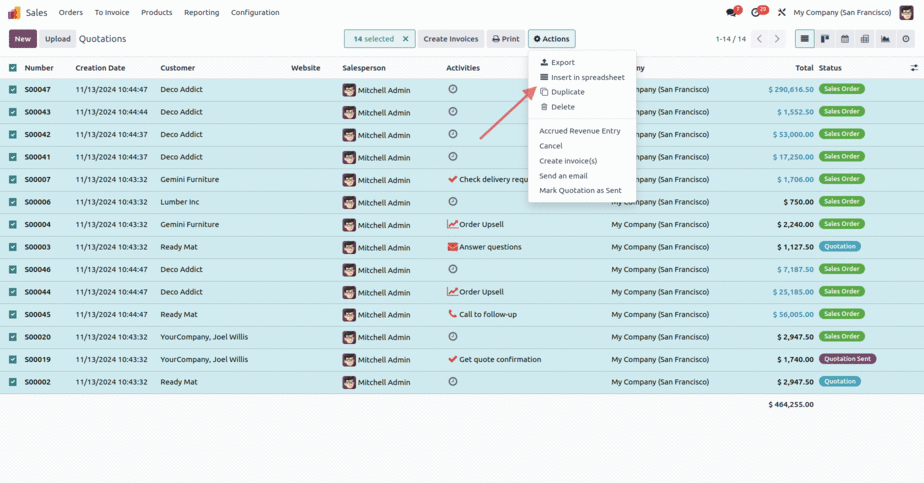 Sales Orders To Invoice Products Reporting Configuration 7 29 My Company (San Francisco)
New Upload Quotations 14 selected × Create Invoices Print Actions 1-14 / 14
Export
Insert in spreadsheet
Duplicate
Delete
Accrued Revenue Entry
Cancel
Create invoice(s)
Send an email
Mark Quotation as Sent
Number Creation Date Customer Website Salesperson Activities ny Total Status
S00047 11/13/2024 10:44:47 Deco Addict Mitchell Admin (San Francisco) $ 290,616.50 Sales Order
S00043 11/13/2024 10:44:44 Deco Addict Mitchell Admin (San Francisco) $ 1,552.50 Sales Order
S00042 11/13/2024 10:44:37 Deco Addict Mitchell Admin (San Francisco) $ 53,000.00 Sales Order
S00041 11/13/2024 10:44:37 Deco Addict Mitchell Admin (San Francisco) $ 17,250.00 Sales Order
S00007 11/13/2024 10:43:32 Gemini Furniture Mitchell Admin Check delivery requ (San Francisco) $ 1,706.00 Sales Order
S00006 11/13/2024 10:43:32 Lumber Inc Mitchell Admin My Company (San Francisco) $ 750.00 Sales Order
S00004 11/13/2024 10:43:32 Gemini Furniture Mitchell Admin Order Upsell My Company (San Francisco) $ 2,240.00 Sales Order
S00003 11/13/2024 10:43:32 Ready Mat Mitchell Admin Answer questions My Company (San Francisco) $ 1,127.50 Quotation
S00046 11/13/2024 10:44:47 Deco Addict Mitchell Admin My Company (San Francisco) $ 7,187.50 Sales Order
S00044 11/13/2024 10:44:47 Deco Addict Mitchell Admin Order Upsell My Company (San Francisco) $ 25,185.00 Sales Order
S00045 11/13/2024 10:44:47 Ready Mat Mitchell Admin Call to follow-up My Company (San Francisco) $ 56,005.00 Sales Order
S00020 11/13/2024 10:43:32 YourCompany, Joel Willis Mitchell Admin My Company (San Francisco) $ 2,947.50 Sales Order
S00019 11/13/2024 10:43:32 YourCompany, Joel Willis Mitchell Admin Get quote confirmation My Company (San Francisco) $ 1,740.00 Quotation Sent
S00002 11/13/2024 10:43:32 Ready Mat Mitchell Admin My Company (San Francisco) $ 2,947.50 Quotation
$ 464,255.00